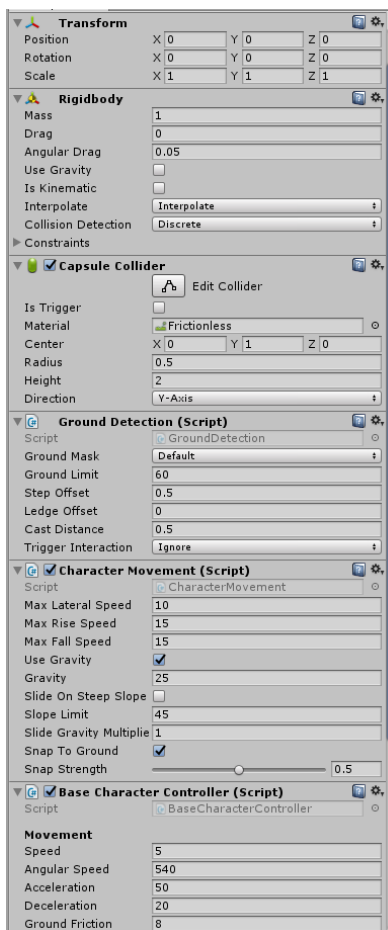 Transform
Position X 0 Y 0 Z 0
Rotation X 0 Y 0 Z 0
Scale X 1 Y 1 Z 1
Rigidbody
Mass 1
Drag 0
Angular Drag 0.05
Use Gravity
Is Kinematic
Interpolate Interpolate
Collision Detection Discrete
Constraints
Capsule Collider
Edit Collider
Is Trigger
Material Frictionless
Center X 0 Y 1 Z 0
Radius 0.5
Height 2
Direction Y-Axis
Ground Detection (Script)
Script GroundDetection
Ground Mask Default
Ground Limit 60
Step Offset 0.5
Ledge Offset 0
Cast Distance 0.5
Trigger Interaction Ignore
Character Movement (Script)
Script CharacterMovement
Max Lateral Speed 10
Max Rise Speed 15
Max Fall Speed 15
Use Gravity
Gravity 25
Slide On Steep Slope
Slope Limit 45
Slide Gravity Multiplie 1
Snap To Ground
Snap Strength 0.5
Base Character Controller (Script)
Script BaseCharacterController
Movement
Speed 5
Angular Speed 540
Acceleration 50
Deceleration 20
Ground Friction 8